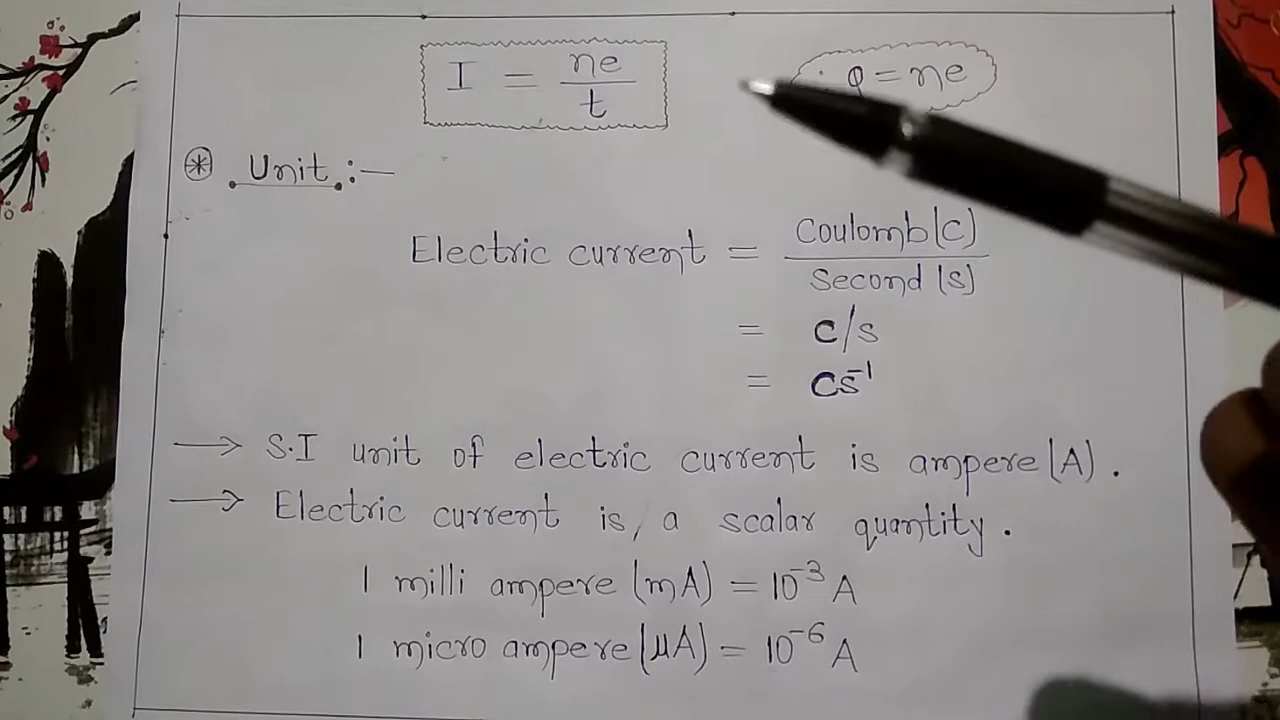 I = ne/t
Q = ne
Unit :-
Electric current = Coulomb(C)/Second(S)
= C/s
= Cs⁻¹
→ S.I unit of electric current is ampere(A).
→ Electric current is, a scalar quantity.
1 milli ampere (mA) = 10⁻³ A
1 micro ampere(μA) = 10⁻⁶ A